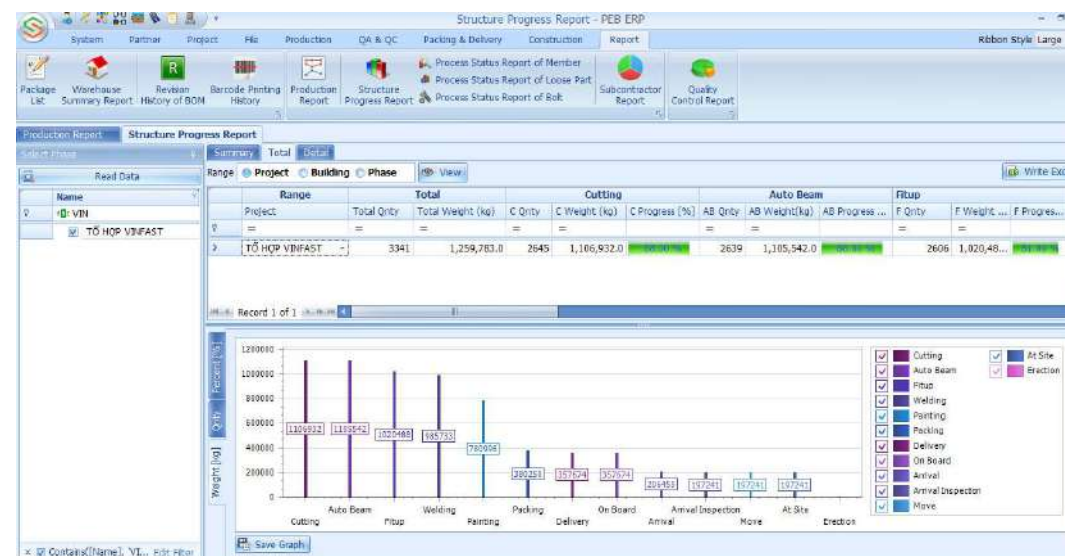 Structure Progress Report - PEB ERP
System Partner Project File Production QA & QC Packing & Delivery Construction Report Ribbon Style Large
Package List
Warehouse Summary Report
Revision History of BOM
Barcode Printing History
Production Report
Structure Progress Report
Process Status Report of Member
Process Status Report of Loose Part
Process Status Report of Bolt
Subcontractor Report
Quality Control Report
Production Report Structure Progress Report
Select Phase
Summary Total Detail
Read Data
Range Project Building Phase View
Write Exc
Name
VIN
TỔ HỢP VINFAST
Range Total Cutting Auto Beam Fitup
Project Total Qnty Total Weight (kg) C Qnty C Weight (kg) C Progress (%) AB Qnty AB Weight(kg) AB Progress ... F Qnty F Weight ... F Progres...
= = = = = = = =
TỔ HỢP VINFAST 3341 1,259,783.0 2645 1,106,932.0 2639 1,105,542.0 2606 1,020,48...
Record 1 of 1
Percent (%)
Qnty
Weight (kg)
1200000
1000000
800000
600000
400000
200000
0
1106932 1105542 1020488 985733 380251 357674 357674 197241 197241 197241
Cutting Auto Beam Fitup Welding Painting Packing Delivery On Board Arrival Arrival Inspection Move At Site Erection
Cutting
Auto Beam
Fitup
Welding
Painting
Packing
Delivery
On Board
Arrival
Arrival Inspection
Move
At Site
Eraction
Save Graph
Contains([Name], 'VI... Edit Filter